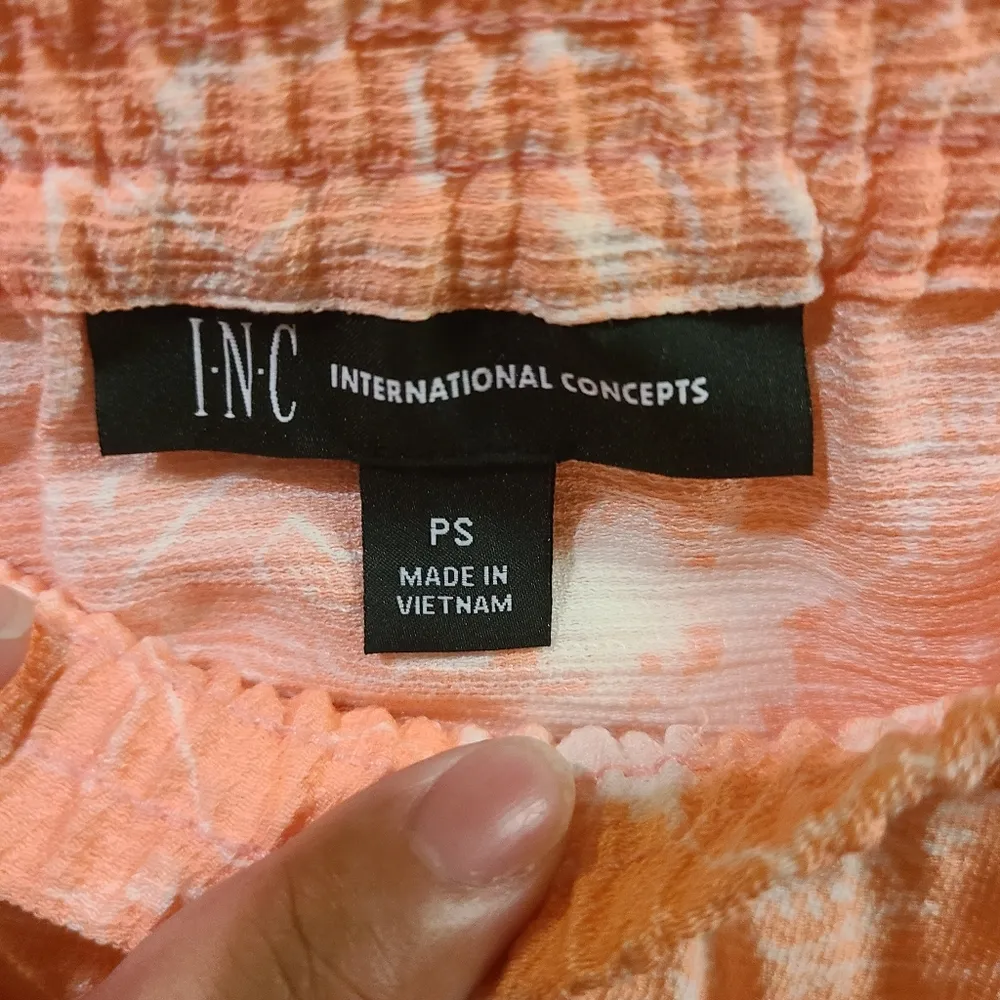 I·N·C INTERNATIONAL CONCEPTS
PS
MADE IN
VIETNAM